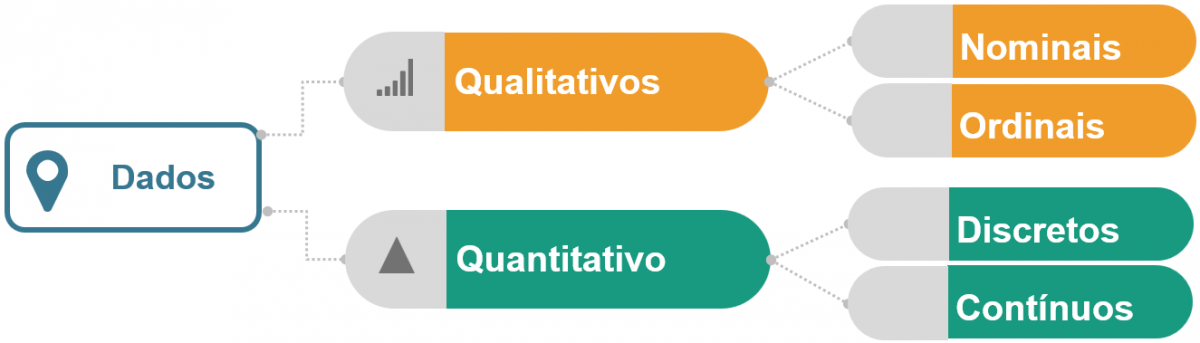 Dados
Qualitativos
Nominais
Ordinais
Quantitativo
Discretos
Contínuos